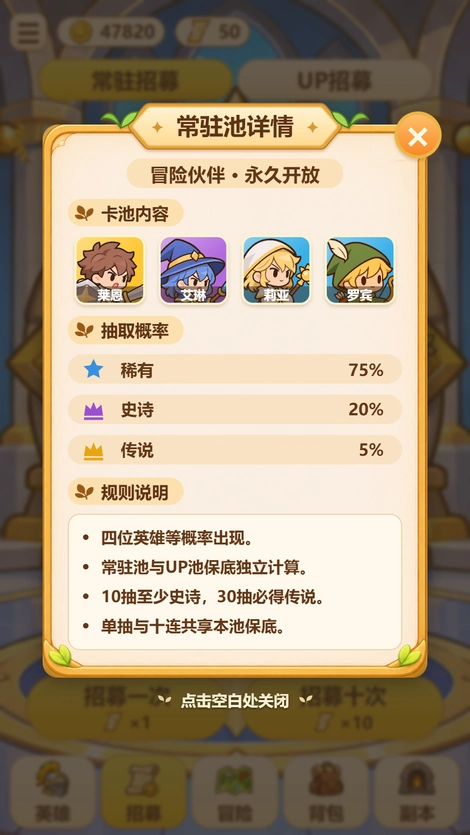 47820
50
常驻招募
UP招募
常驻池详情
冒险伙伴・永久开放
卡池内容
莱恩
艾琳
莉亚
罗宾
抽取概率
稀有
75%
史诗
20%
传说
5%
规则说明
• 四位英雄等概率出现。
• 常驻池与UP池保底独立计算。
• 10抽至少史诗，30抽必得传说。
• 单抽与十连共享本池保底。
招募一次
招募十次
点击空白处关闭
×1
×10
英雄
招募
冒险
背包
副本